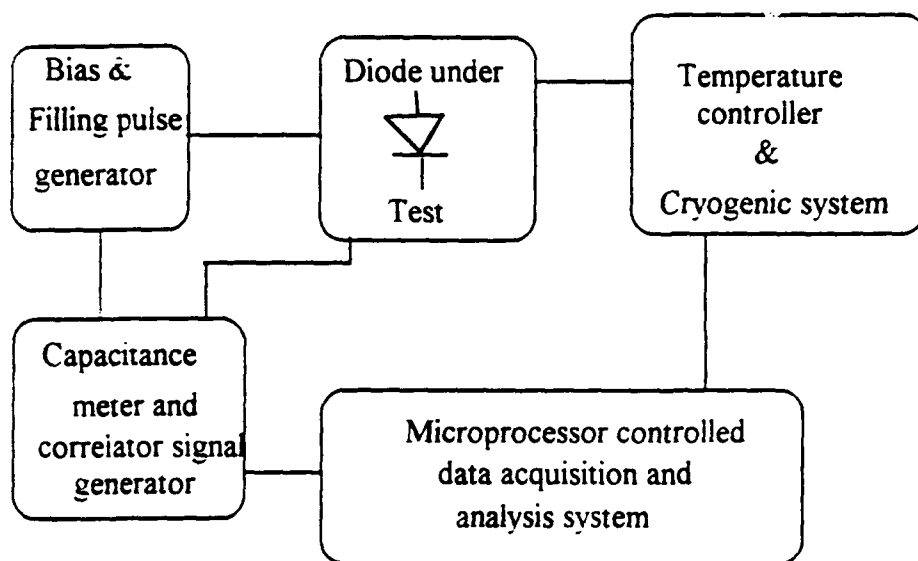 Bias &
Filling pulse
generator
Diode under
Test
Temperature
controller
&
Cryogenic system
Capacitance
meter and
correiator signal
generator
Microprocessor controlled
data acquisition and
analysis system